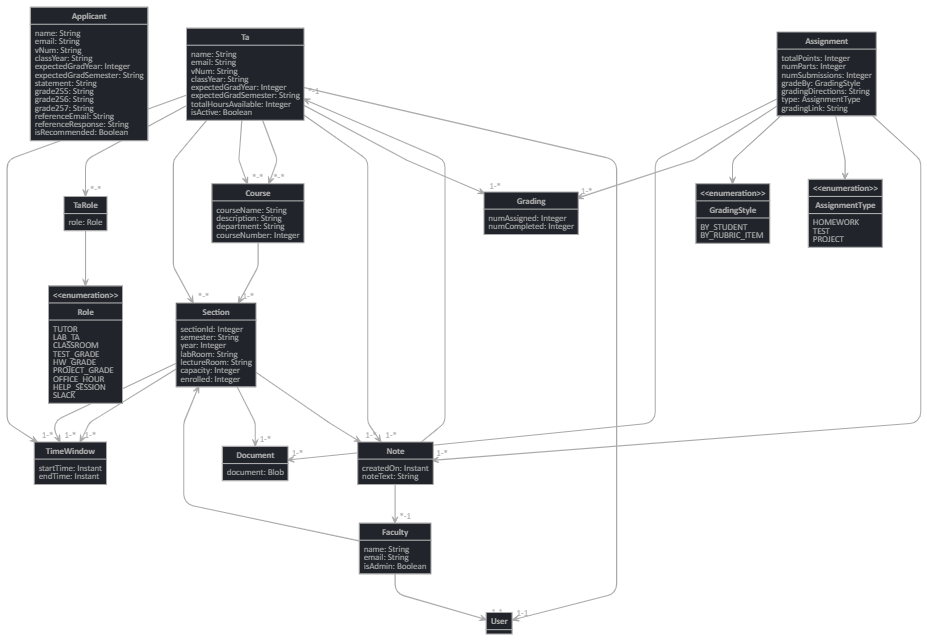 Applicant
name: String
email: String
vNum: String
classYear: String
expectedGradYear: Integer
expectedGradSemester: String
statement: String
grade255: String
grade256: String
grade257: String
referenceEmail: String
referenceResponse: String
isRecommended: Boolean
Ta
name: String
email: String
vNum: String
classYear: String
expectedGradYear: Integer
expectedGradSemester: String
totalHoursAvailable: Integer
isActive: Boolean
*-1
Assignment
totalPoints: Integer
numParts: Integer
numSubmissions: Integer
gradeBy: GradingStyle
gradingDirections: String
type: AssignmentType
gradingLink: String
*-*
*-*
*-*
1-*
1-*
TaRole
role: Role
Course
courseName: String
description: String
department: String
courseNumber: Integer
Grading
numAssigned: Integer
numCompleted: Integer
<<enumeration>>
GradingStyle
BY_STUDENT
BY_RUBRIC_ITEM
<<enumeration>>
AssignmentType
HOMEWORK
TEST
PROJECT
<<enumeration>>
Role
TUTOR
LAB_TA
CLASSROOM
TEST_GRADE
HW_GRADE
PROJECT_GRADE
OFFICE_HOUR
HELP_SESSION
SLACK
*-*
1-*
Section
sectionId: Integer
semester: String
year: Integer
labRoom: String
lectureRoom: String
capacity: Integer
enrolled: Integer
1-*
1-*
1-*
1-*
1-*
1-*
1-*
1-*
TimeWindow
startTime: Instant
endTime: Instant
Document
document: Blob
Note
createdOn: Instant
noteText: String
*-1
Faculty
name: String
email: String
isAdmin: Boolean
1-1
1-1
User